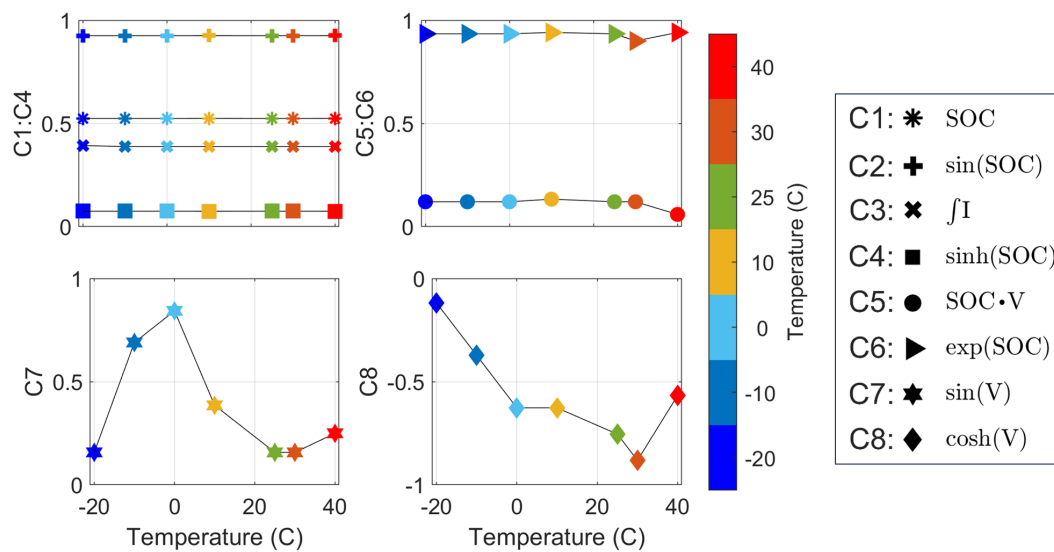 1
0.5
0
C1:C4
1
0.5
0
C5:C6
1
0.5
0
C7
-20 0 20 40
Temperature (C)
0
-0.5
-1
C8
-20 0 20 40
Temperature (C)
40
30
25
10
0
-10
-20
Temperature (C)
C1: SOC
C2: sin(SOC)
C3: ∫I
C4: sinh(SOC)
C5: SOC•V
C6: exp(SOC)
C7: sin(V)
C8: cosh(V)